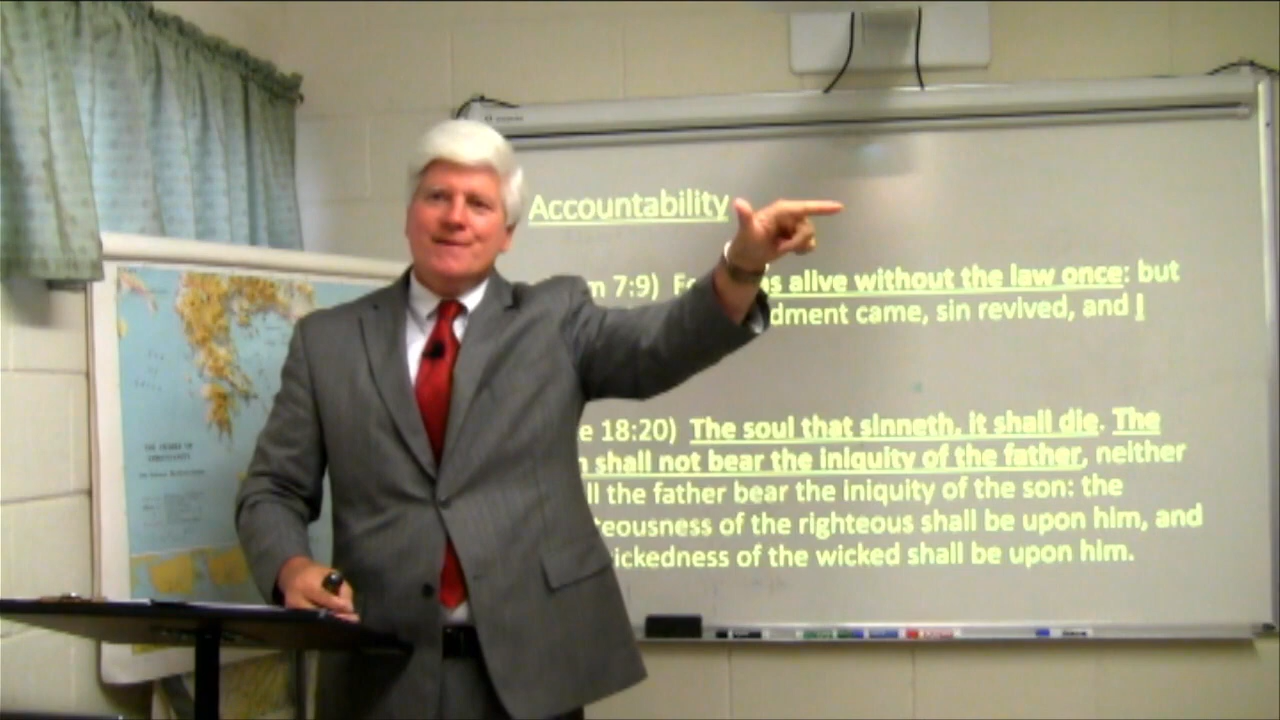 Accountability
m 7:9) Fo s alive without the law once: but
dment came, sin revived, and I
e 18:20) The soul that sinneth, it shall die. The
n shall not bear the iniquity of the father, neither
ll the father bear the iniquity of the son: the
teousness of the righteous shall be upon him, and
ickedness of the wicked shall be upon him.
CHRISTIANITY